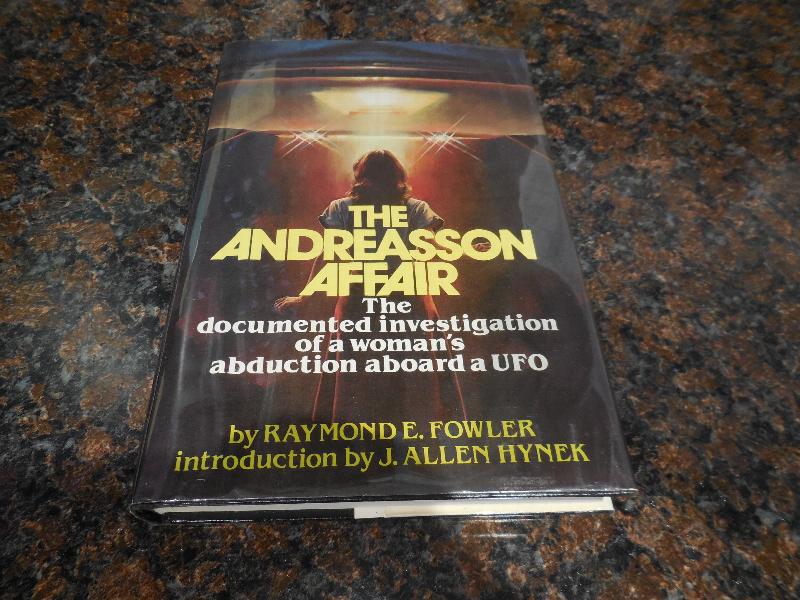 THE
ANDREASSON
AFFAIR
The
documented investigation
of a woman's
abduction aboard a UFO
by RAYMOND E. FOWLER
introduction by J. ALLEN HYNEK